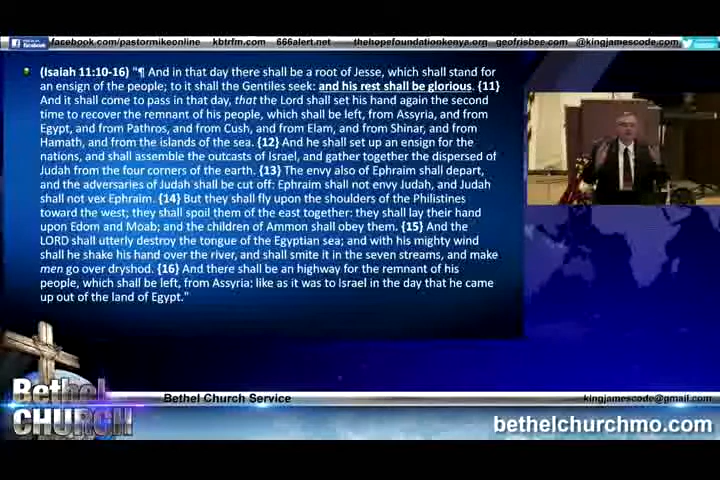 facebook.com/pastormikeonline kbtrfm.com 666alert.net thehopefoundationkenya.org geofrisbee.com @kingjamescode.com
(Isaiah 11:10-16) "¶ And in that day there shall be a root of Jesse, which shall stand for
an ensign of the people; to it shall the Gentiles seek: and his rest shall be glorious. {11}
And it shall come to pass in that day, that the Lord shall set his hand again the second
time to recover the remnant of his people, which shall be left, from Assyria, and from
Egypt, and from Pathros, and from Cush, and from Elam, and from Shinar, and from
Hamath, and from the islands of the sea. {12} And he shall set up an ensign for the
nations, and shall assemble the outcasts of Israel, and gather together the dispersed of
Judah from the four corners of the earth. {13} The envy also of Ephraim shall depart,
and the adversaries of Judah shall be cut off: Ephraim shall not envy Judah, and Judah
shall not vex Ephraim. {14} But they shall fly upon the shoulders of the Philistines
toward the west; they shall spoil them of the east together: they shall lay their hand
upon Edom and Moab; and the children of Ammon shall obey them. {15} And the
LORD shall utterly destroy the tongue of the Egyptian sea; and with his mighty wind
shall he shake his hand over the river, and shall smite it in the seven streams, and make
men go over dryshod. {16} And there shall be an highway for the remnant of his
people, which shall be left, from Assyria; like as it was to Israel in the day that he came
up out of the land of Egypt."
Bethel
CHURCH
Bethel Church Service
kingjamescode@gmail.com
bethelchurchmo.com